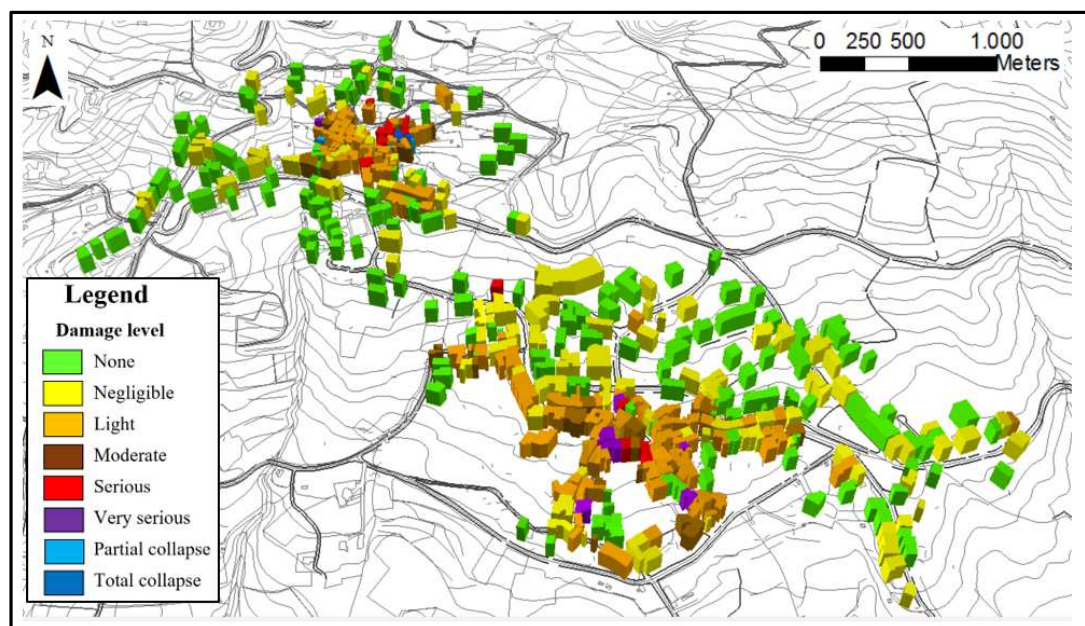 N
0 250 500 1.000
Meters
Legend
Damage level
None
Negligible
Light
Moderate
Serious
Very serious
Partial collapse
Total collapse